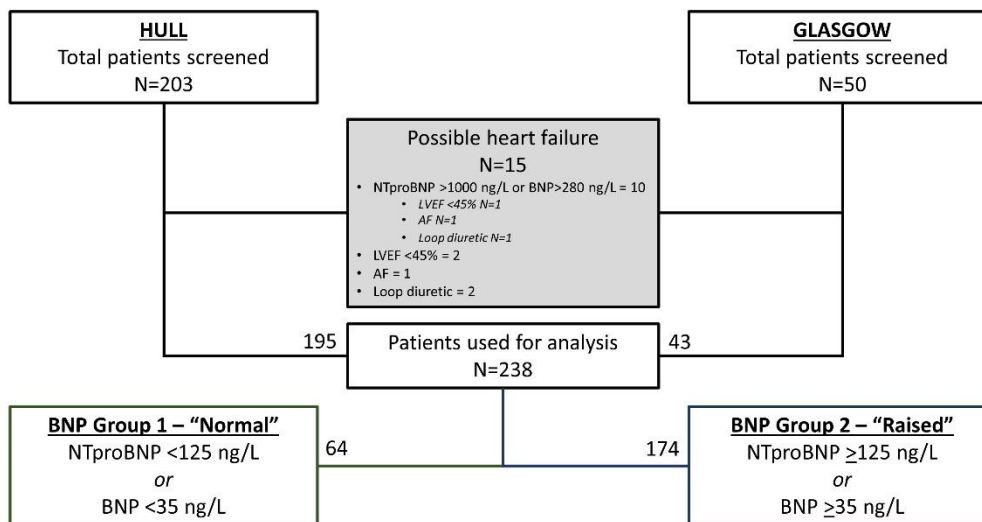 HULL
Total patients screened
N=203
GLASGOW
Total patients screened
N=50
Possible heart failure
N=15
• NTproBNP >1000 ng/L or BNP>280 ng/L = 10
• LVEF <45% N=1
• AF N=1
• Loop diuretic N=1
• LVEF <45% = 2
• AF = 1
• Loop diuretic = 2
195
Patients used for analysis
N=238
43
BNP Group 1 – “Normal”
NTproBNP <125 ng/L
or
BNP <35 ng/L
64
174
BNP Group 2 – “Raised”
NTproBNP ≥125 ng/L
or
BNP ≥35 ng/L